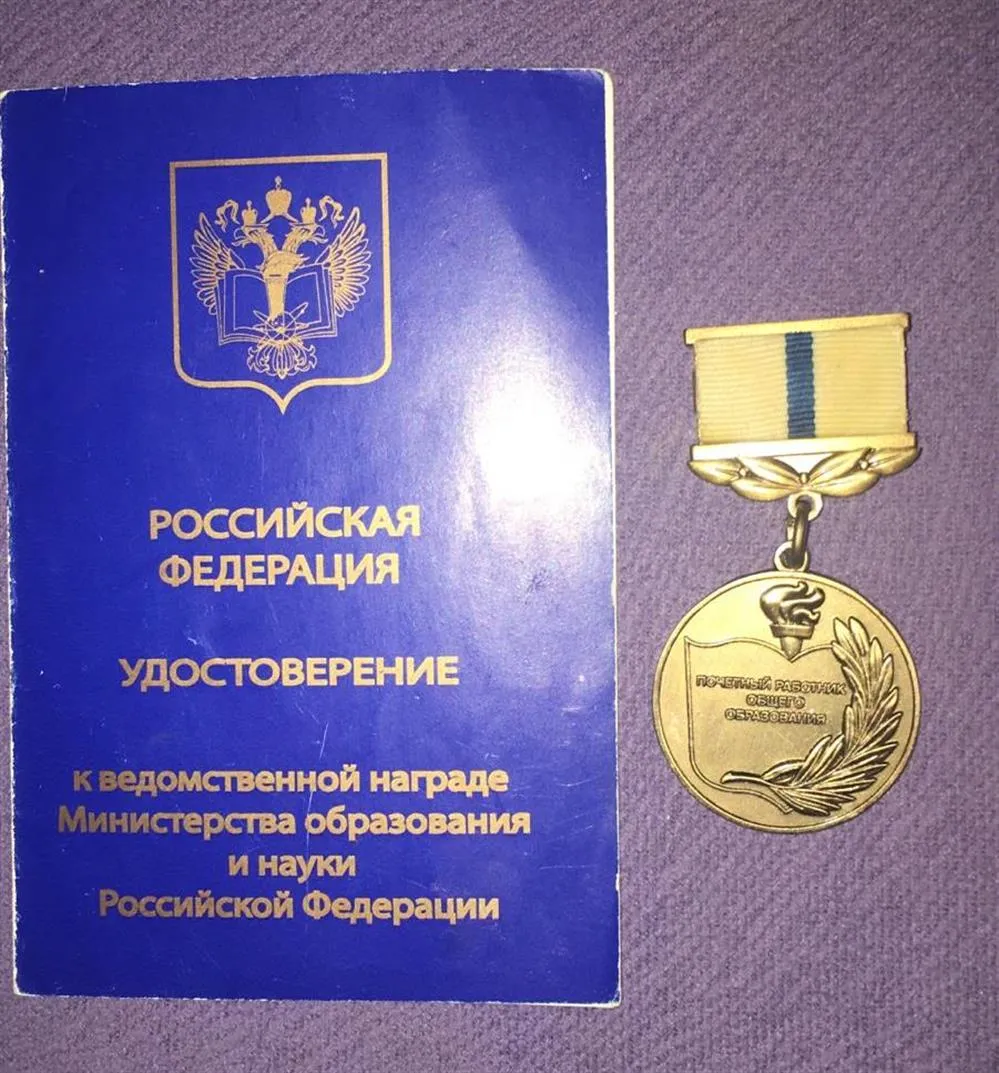 РОССИЙСКАЯ
ФЕДЕРАЦИЯ
УДОСТОВЕРЕНИЕ
к ведомственной награде
Министерства образования
и науки
Российской Федерации
ПОЧЕТНЫЙ РАБОТНИК
ОБЩЕГО
ОБРАЗОВАНИЯ